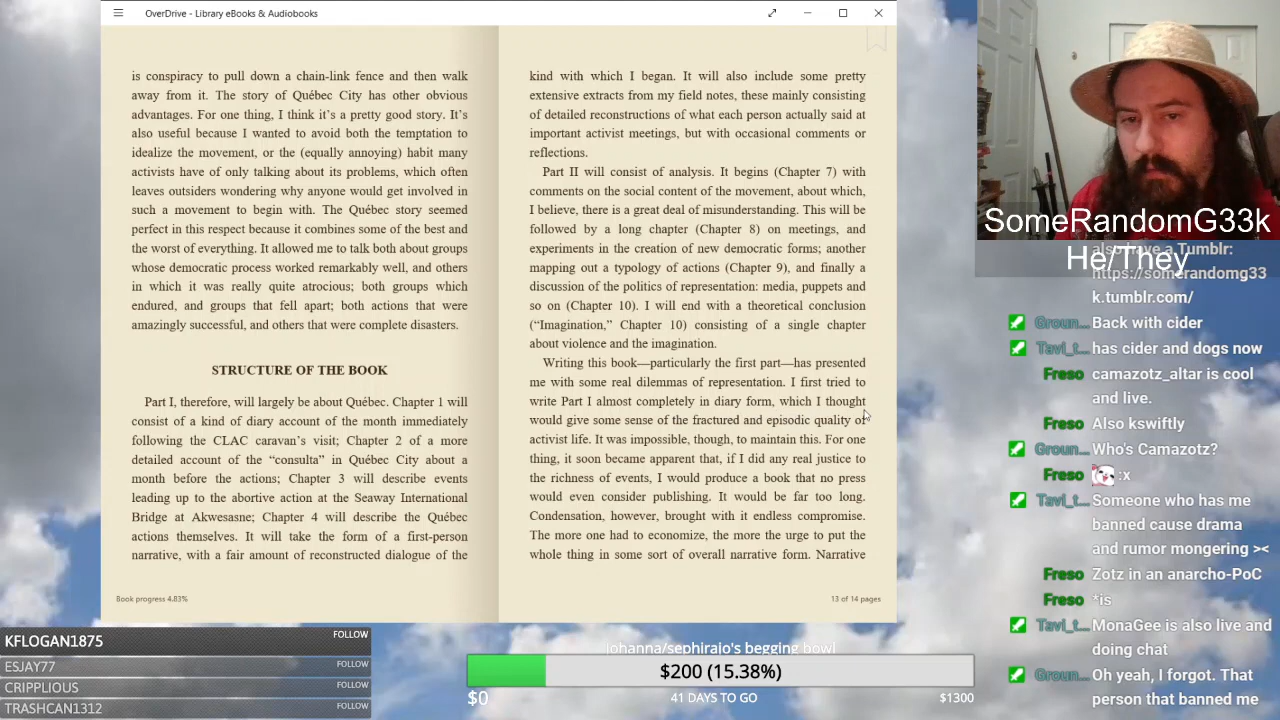 OverDrive - Library eBooks & Audiobooks
is conspiracy to pull down a chain-link fence and then walk
away from it. The story of Québec City has other obvious
advantages. For one thing, I think it's a pretty good story. It's
also useful because I wanted to avoid both the temptation to
idealize the movement, or the (equally annoying) habit many
activists have of only talking about its problems, which often
leaves outsiders wondering why anyone would get involved in
such a movement to begin with. The Québec story seemed
perfect in this respect because it combines some of the best and
the worst of everything. It allowed me to talk both about groups
whose democratic process worked remarkably well, and others
in which it was really quite atrocious; both groups which
endured, and groups that fell apart; both actions that were
amazingly successful, and others that were complete disasters.
STRUCTURE OF THE BOOK
Part I, therefore, will largely be about Québec. Chapter 1 will
consist of a kind of diary account of the month immediately
following the CLAC caravan's visit; Chapter 2 of a more
detailed account of the “consulta” in Québec City about a
month before the actions; Chapter 3 will describe events
leading up to the abortive action at the Seaway International
Bridge at Akwesasne; Chapter 4 will describe the Québec
actions themselves. It will take the form of a first-person
narrative, with a fair amount of reconstructed dialogue of the
Book progress 4.83%
kind with which I began. It will also include some pretty
extensive extracts from my field notes, these mainly consisting
of detailed reconstructions of what each person actually said at
important activist meetings, but with occasional comments or
reflections.
Part II will consist of analysis. It begins (Chapter 7) with
comments on the social content of the movement, about which,
I believe, there is a great deal of misunderstanding. This will be
followed by a long chapter (Chapter 8) on meetings, and
experiments in the creation of new democratic forms; another
mapping out a typology of actions (Chapter 9), and finally a
discussion of the politics of representation: media, puppets and
so on (Chapter 10). I will end with a theoretical conclusion
(“Imagination,” Chapter 10) consisting of a single chapter
about violence and the imagination.
Writing this book—particularly the first part—has presented
me with some real dilemmas of representation. I first tried to
write Part I almost completely in diary form, which I thought
would give some sense of the fractured and episodic quality of
activist life. It was impossible, though, to maintain this. For one
thing, it soon became apparent that, if I did any real justice to
the richness of events, I would produce a book that no press
would even consider publishing. It would be far too long.
Condensation, however, brought with it endless compromise.
The more one had to economize, the more the urge to put the
whole thing in some sort of overall narrative form. Narrative
13 of 14 pages
SomeRandomG33k
He/They
also have a Tumblr:
https://somerandomg33
k.tumblr.com/
Groun... Back with cider
Tavi_t... has cider and dogs now
Freso camazotz_altar is cool
and live.
Freso Also kswiftly
Groun... Who's Camazotz?
Freso :x
Tavi_t... Someone who has me
banned cause drama
and rumor mongering ><
Freso Zotz in an anarcho-PoC
Freso *is
Tavi_t... MonaGee is also live and
doing chat
Groun... Oh yeah, I forgot. That
person that banned me
KFLOGAN1875 FOLLOW
ESJAY77 FOLLOW
CRIPPLIOUS FOLLOW
TRASHCAN1312 FOLLOW
johanna/sephiraio's begging bowl
$200 (15.38%)
$0 41 DAYS TO GO $1300